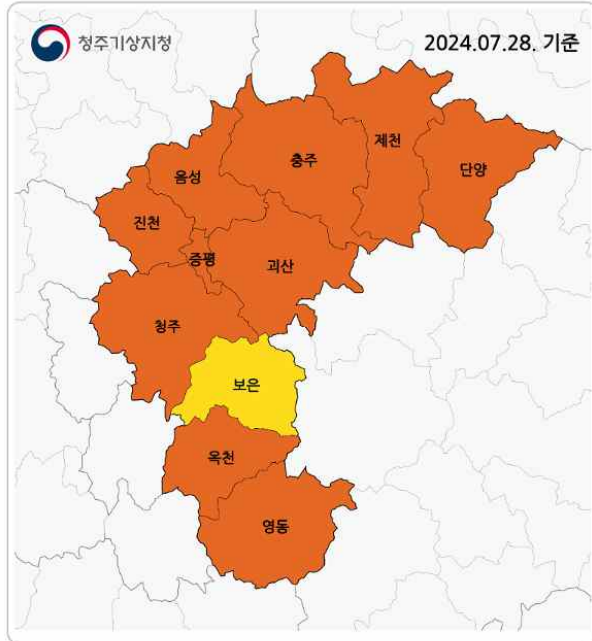 청주기상지청
2024.07.28. 기준
제천
충주
단양
음성
진천
증평
괴산
청주
보은
옥천
영동